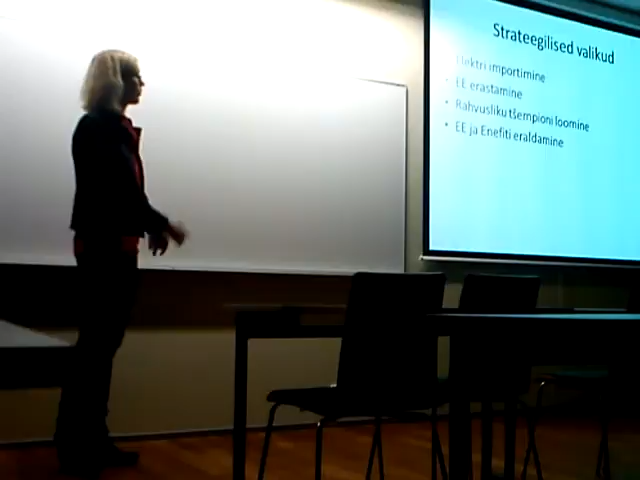 Strateegilised valikud
• Elektri importimine
• EE erastamine
• Rahvusliku tšempioni loomine
• EE ja Enefiti eraldamine